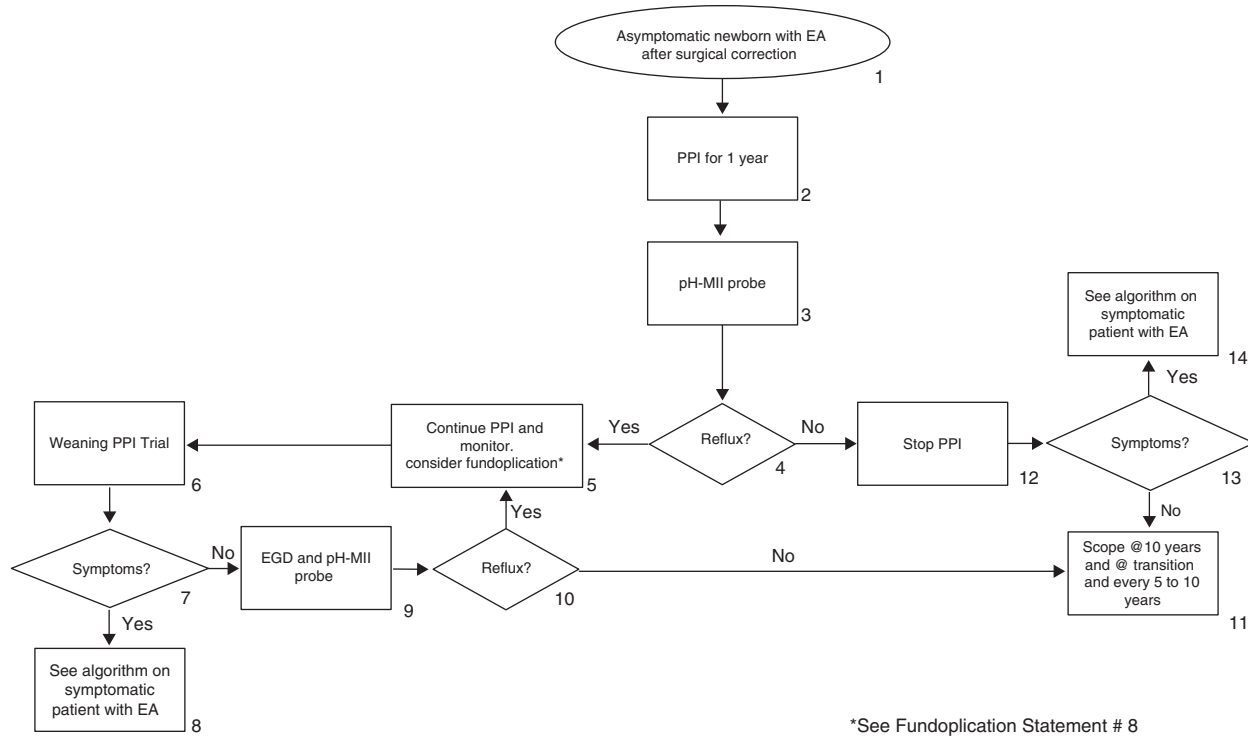 Asymptomatic newborn with EA
after surgical correction
1
PPI for 1 year
2
pH-MII probe
3
Reflux?
4
Yes
No
Continue PPI and
monitor.
consider fundoplication*
5
Weaning PPI Trial
6
Symptoms?
7
Yes
See algorithm on
symptomatic
patient with EA
8
No
EGD and pH-MII
probe
9
Reflux?
10
Yes
No
Scope @10 years
and @ transition
and every 5 to 10
years
11
Stop PPI
12
Symptoms?
13
No
Yes
See algorithm on
symptomatic
patient with EA
14
*See Fundoplication Statement # 8